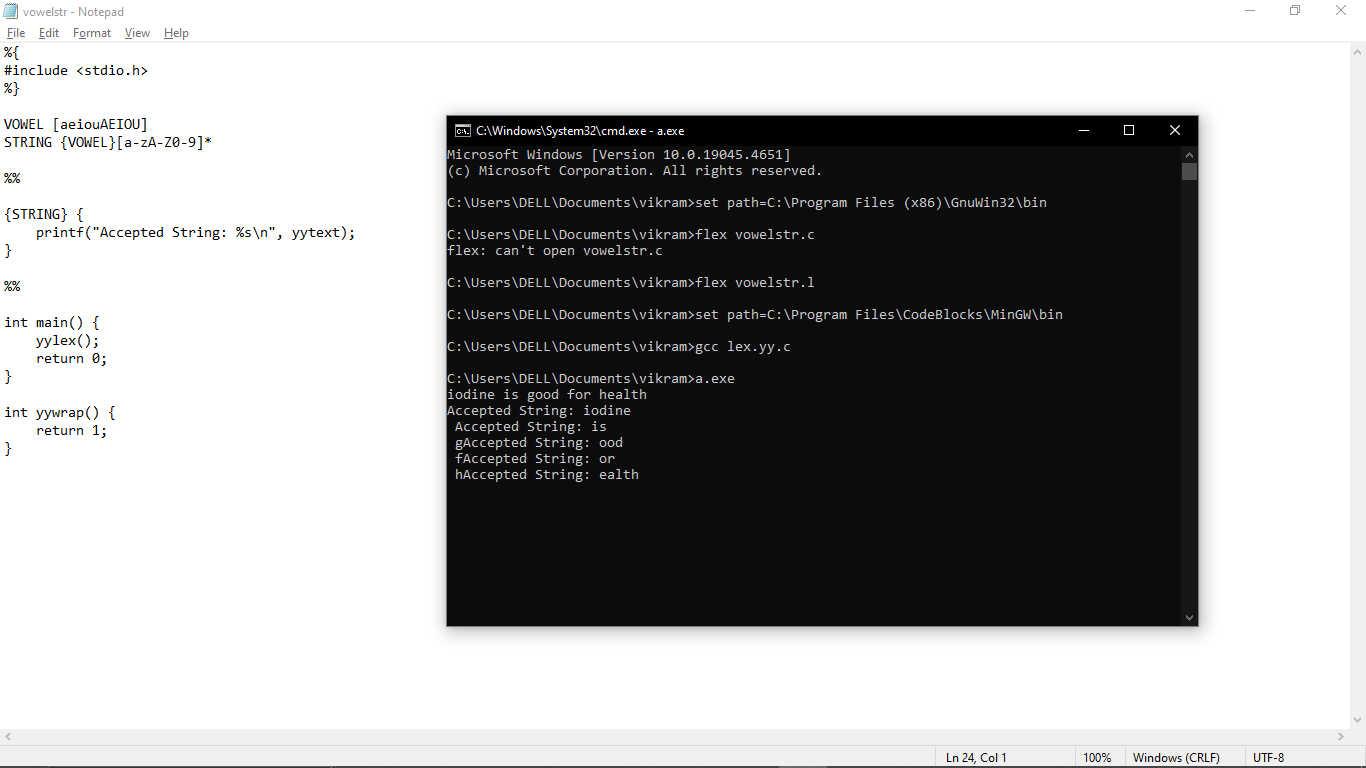 vowelstr - Notepad
File Edit Format View Help
%{
#include <stdio.h>
%}
VOWEL [aeiouAEIOU]
STRING {VOWEL}[a-zA-Z0-9]*
%%
{STRING} {
    printf("Accepted String: %s\n", yytext);
}
%%
int main() {
    yylex();
    return 0;
}
int yywrap() {
    return 1;
}
C:\Windows\System32\cmd.exe - a.exe
Microsoft Windows [Version 10.0.19045.4651]
(c) Microsoft Corporation. All rights reserved.
C:\Users\DELL\Documents\vikram>set path=C:\Program Files (x86)\GnuWin32\bin
C:\Users\DELL\Documents\vikram>flex vowelstr.c
flex: can't open vowelstr.c
C:\Users\DELL\Documents\vikram>flex vowelstr.l
C:\Users\DELL\Documents\vikram>set path=C:\Program Files\CodeBlocks\MinGW\bin
C:\Users\DELL\Documents\vikram>gcc lex.yy.c
C:\Users\DELL\Documents\vikram>a.exe
iodine is good for health
Accepted String: iodine
 Accepted String: is
 gAccepted String: ood
 fAccepted String: or
 hAccepted String: ealth
Ln 24, Col 1 100% Windows (CRLF) UTF-8